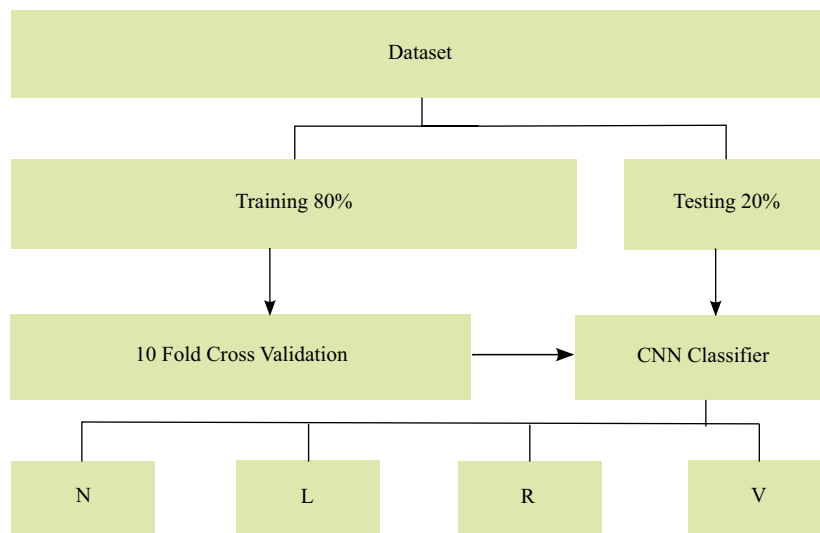 Dataset
Training 80%
Testing 20%
10 Fold Cross Validation
CNN Classifier
N
L
R
V